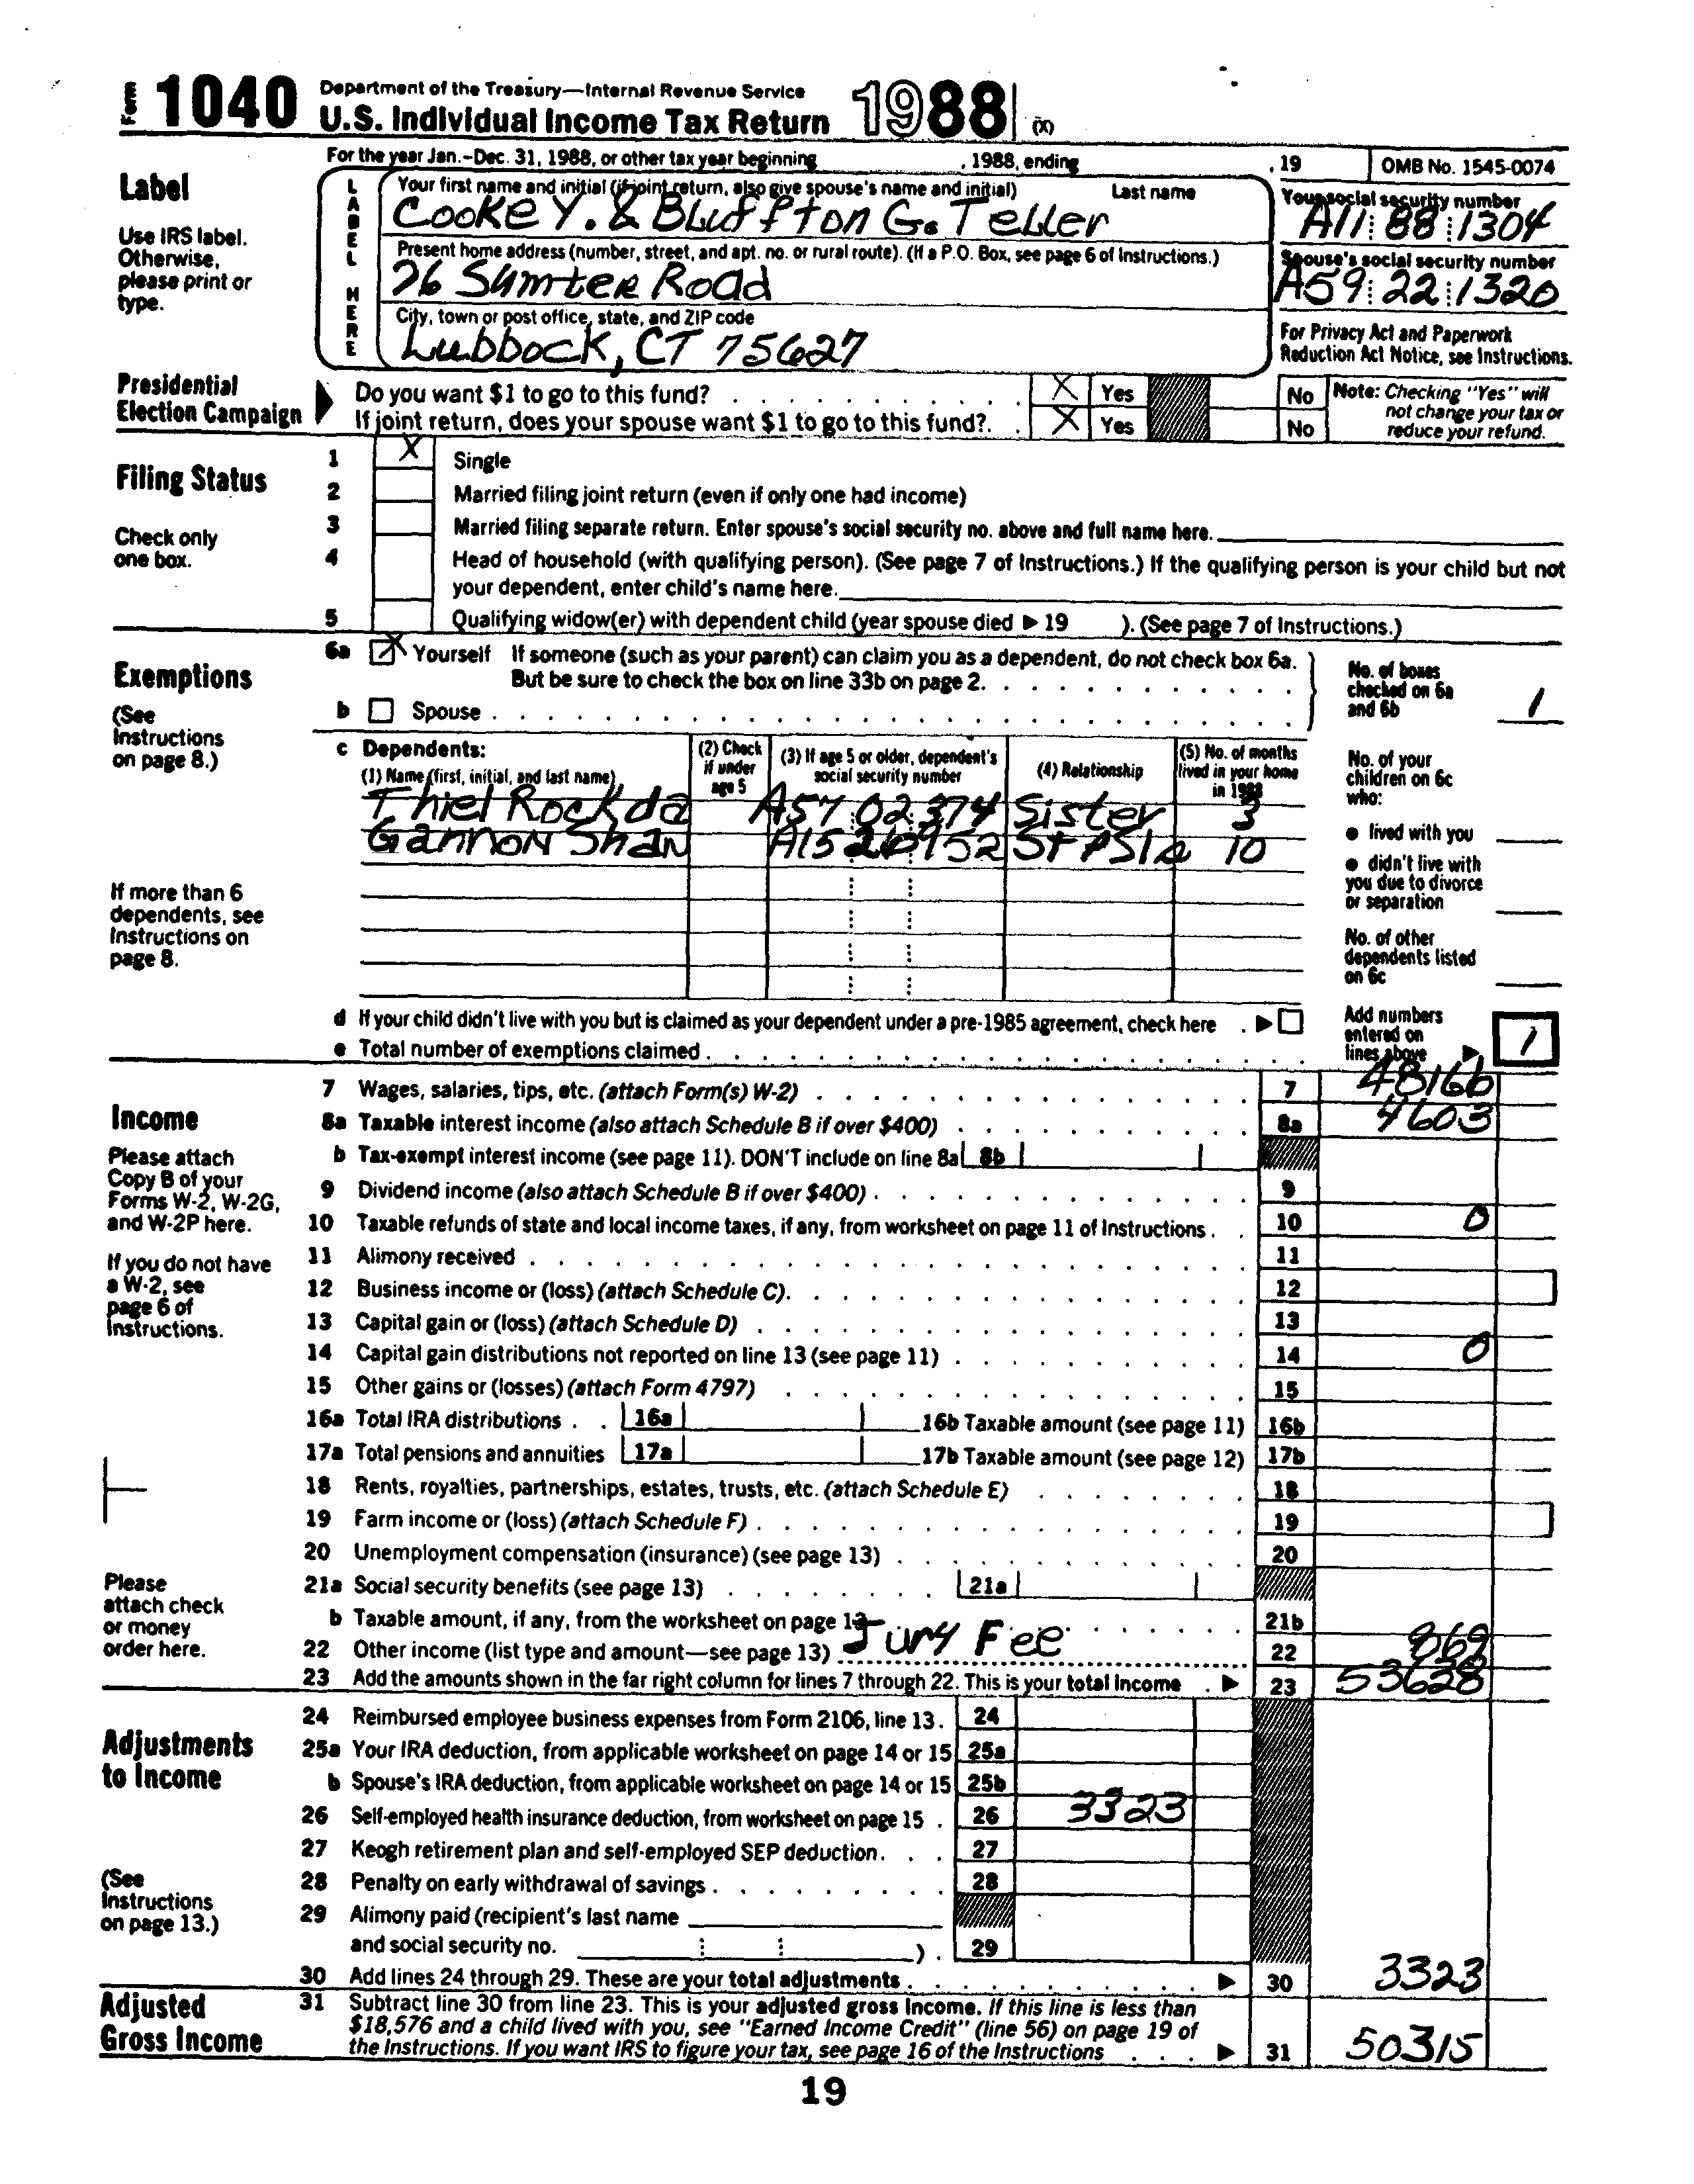 Form 1040 Department of the Treasury—Internal Revenue Service
U.S. Individual Income Tax Return 1988 (X)
For the year Jan.-Dec. 31, 1988, or other tax year beginning , 1988, ending , 19 OMB No. 1545-0074
Label
Use IRS label. Otherwise, please print or type.
LABEL HERE
Your first name and initial (if joint return, also give spouse's name and initial) Last name
Cooke Y. & Bluffton G. Teller
Your social security number
A11 88 1304
Present home address (number, street, and apt. no. or rural route). (If a P.O. Box, see page 6 of Instructions.)
76 Sumter Road
Spouse's social security number
A59 22 1320
City, town or post office, state, and ZIP code
Lubbock, CT 75627
For Privacy Act and Paperwork Reduction Act Notice, see Instructions.
Presidential Election Campaign
Do you want $1 to go to this fund? X Yes No
If joint return, does your spouse want $1 to go to this fund?. X Yes No
Note: Checking "Yes" will not change your tax or reduce your refund.
Filing Status
Check only one box.
1 X Single
2 Married filing joint return (even if only one had income)
3 Married filing separate return. Enter spouse's social security no. above and full name here.
4 Head of household (with qualifying person). (See page 7 of Instructions.) If the qualifying person is your child but not
your dependent, enter child's name here.
5 Qualifying widow(er) with dependent child (year spouse died ▶ 19 ). (See page 7 of Instructions.)
Exemptions
(See Instructions on page 8.)
6a X Yourself If someone (such as your parent) can claim you as a dependent, do not check box 6a.
But be sure to check the box on line 33b on page 2.
b Spouse
No. of boxes checked on 6a and 6b 1
c Dependents:
(1) Name (first, initial, and last name)
(2) Check if under age 5
(3) If age 5 or older, dependent's social security number
(4) Relationship
(5) No. of months lived in your home in 1988
Thiel Rockda A57 02 374 Sister 3
Gannon Shan 10
If more than 6 dependents, see Instructions on page 8.
No. of your children on 6c who:
● lived with you
● didn't live with you due to divorce or separation
No. of other dependents listed on 6c
d If your child didn't live with you but is claimed as your dependent under a pre-1985 agreement, check here ▶
e Total number of exemptions claimed
Add numbers entered on lines above ▶ 1
Income
Please attach Copy B of your Forms W-2, W-2G, and W-2P here.
If you do not have a W-2, see page 6 of Instructions.
Please attach check or money order here.
7 Wages, salaries, tips, etc. (attach Form(s) W-2) 7 48166
8a Taxable interest income (also attach Schedule B if over $400) 8a 4603
b Tax-exempt interest income (see page 11). DON'T include on line 8a 8b
9 Dividend income (also attach Schedule B if over $400) 9
10 Taxable refunds of state and local income taxes, if any, from worksheet on page 11 of Instructions 10 0
11 Alimony received 11
12 Business income or (loss) (attach Schedule C). 12
13 Capital gain or (loss) (attach Schedule D) 13
14 Capital gain distributions not reported on line 13 (see page 11) 14 0
15 Other gains or (losses) (attach Form 4797) 15
16a Total IRA distributions 16a 16b Taxable amount (see page 11) 16b
17a Total pensions and annuities 17a 17b Taxable amount (see page 12) 17b
18 Rents, royalties, partnerships, estates, trusts, etc. (attach Schedule E) 18
19 Farm income or (loss) (attach Schedule F) 19
20 Unemployment compensation (insurance) (see page 13) 20
21a Social security benefits (see page 13) 21a
b Taxable amount, if any, from the worksheet on page 13 21b
22 Other income (list type and amount—see page 13) Jury Fee 22 869
23 Add the amounts shown in the far right column for lines 7 through 22. This is your total income ▶ 23 53628
Adjustments to Income
(See Instructions on page 13.)
24 Reimbursed employee business expenses from Form 2106, line 13. 24
25a Your IRA deduction, from applicable worksheet on page 14 or 15 25a
b Spouse's IRA deduction, from applicable worksheet on page 14 or 15 25b
26 Self-employed health insurance deduction, from worksheet on page 15 26 3323
27 Keogh retirement plan and self-employed SEP deduction 27
28 Penalty on early withdrawal of savings 28
29 Alimony paid (recipient's last name
and social security no. ) 29
30 Add lines 24 through 29. These are your total adjustments ▶ 30 3323
Adjusted Gross Income
31 Subtract line 30 from line 23. This is your adjusted gross income. If this line is less than
$18,576 and a child lived with you, see "Earned Income Credit" (line 56) on page 19 of
the Instructions. If you want IRS to figure your tax, see page 16 of the Instructions ▶ 31 50315
19